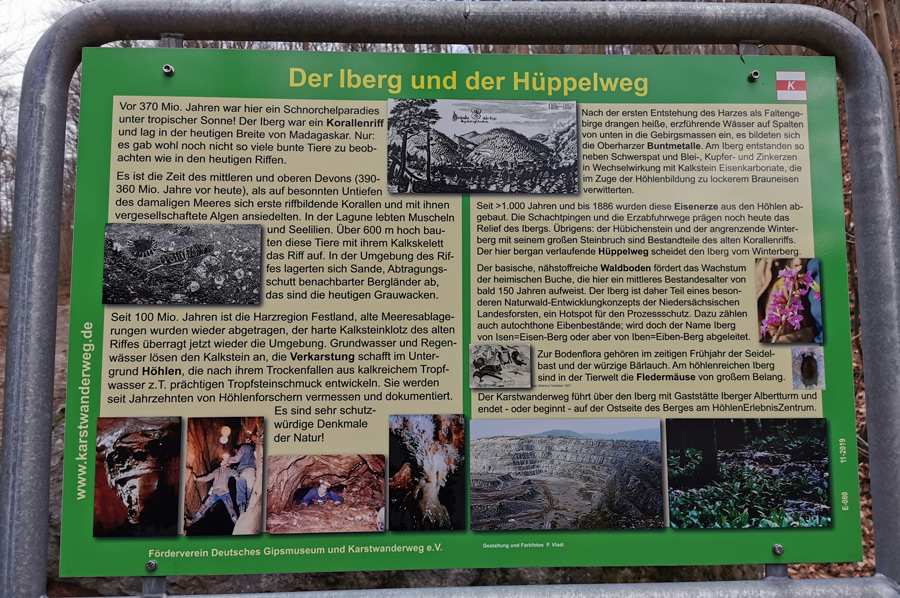 Der Iberg und der Hüppelweg
K
Vor 370 Mio. Jahren war hier ein Schnorchelparadies
unter tropischer Sonne! Der Iberg war ein Korallenriff
und lag in der heutigen Breite von Madagaskar. Nur:
es gab wohl noch nicht so viele bunte Tiere zu beob-
achten wie in den heutigen Riffen.
Es ist die Zeit des mittleren und oberen Devons (390-
360 Mio. Jahre vor heute), als auf besonnten Untiefen
des damaligen Meeres sich erste riffbildende Korallen und mit ihnen
vergesellschaftete Algen ansiedelten. In der Lagune lebten Muscheln
und Seelilien. Über 600 m hoch bau-
ten diese Tiere mit ihrem Kalkskelett
das Riff auf. In der Umgebung des Rif-
fes lagerten sich Sande, Abtragungs-
schutt benachbarter Bergländer ab,
das sind die heutigen Grauwacken.
Seit 100 Mio. Jahren ist die Harzregion Festland, alte Meeresablage-
rungen wurden wieder abgetragen, der harte Kalksteinklotz des alten
Riffes überragt jetzt wieder die Umgebung. Grundwasser und Regen-
wässer lösen den Kalkstein an, die Verkarstung schafft im Unter-
grund Höhlen, die nach ihrem Trockenfallen aus kalkreichem Tropf-
wasser z.T. prächtigen Tropfsteinschmuck entwickeln. Sie werden
seit Jahrzehnten von Höhlenforschern vermessen und dokumentiert.
Es sind sehr schutz-
würdige Denkmale
der Natur!
Nach der ersten Entstehung des Harzes als Faltenge-
birge drangen heiße, erzführende Wässer auf Spalten
von unten in die Gebirgsmassen ein, es bildeten sich
die Oberharzer Buntmetalle. Am Iberg entstanden so
neben Schwerspat und Blei-, Kupfer- und Zinkerzen
in Wechselwirkung mit Kalkstein Eisenkarbonate, die
im Zuge der Höhlenbildung zu lockerem Brauneisen
verwitterten.
Seit >1.000 Jahren und bis 1886 wurden diese Eisenerze aus den Höhlen ab-
gebaut. Die Schachtpingen und die Erzabfuhrwege prägen noch heute das
Relief des Ibergs. Übrigens: der Hübichenstein und der angrenzende Winter-
berg mit seinem großen Steinbruch sind Bestandteile des alten Korallenriffs.
Der hier bergan verlaufende Hüppelweg scheidet den Iberg vom Winterberg.
Der basische, nähstoffreiche Waldboden fördert das Wachstum
der heimischen Buche, die hier ein mittleres Bestandesalter von
bald 150 Jahren aufweist. Der Iberg ist daher Teil eines beson-
deren Naturwald-Entwicklungkonzepts der Niedersächsischen
Landesforsten, ein Hotspot für den Prozessschutz. Dazu zählen
auch autochthone Eibenbestände; wird doch der Name Iberg
von Isen=Eisen-Berg oder aber von Iben=Eiben-Berg abgeleitet.
Zur Bodenflora gehören im zeitigen Frühjahr der Seidel-
bast und der würzige Bärlauch. Am höhlenreichen Iberg
sind in der Tierwelt die Fledermäuse von großem Belang.
Der Karstwanderweg führt über den Iberg mit Gaststätte Iberger Albertturm und
endet - oder beginnt - auf der Ostseite des Berges am HöhlenErlebnisZentrum.
www.karstwanderweg.de
Förderverein Deutsches Gipsmuseum und Karstwanderweg e.V.
Gestaltung und Farbfotos F. Vladi
E-080
11-2019